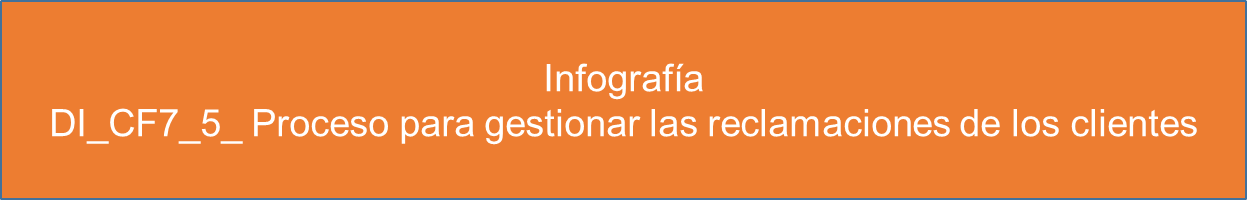 Infografía
DI_CF7_5_ Proceso para gestionar las reclamaciones de los clientes